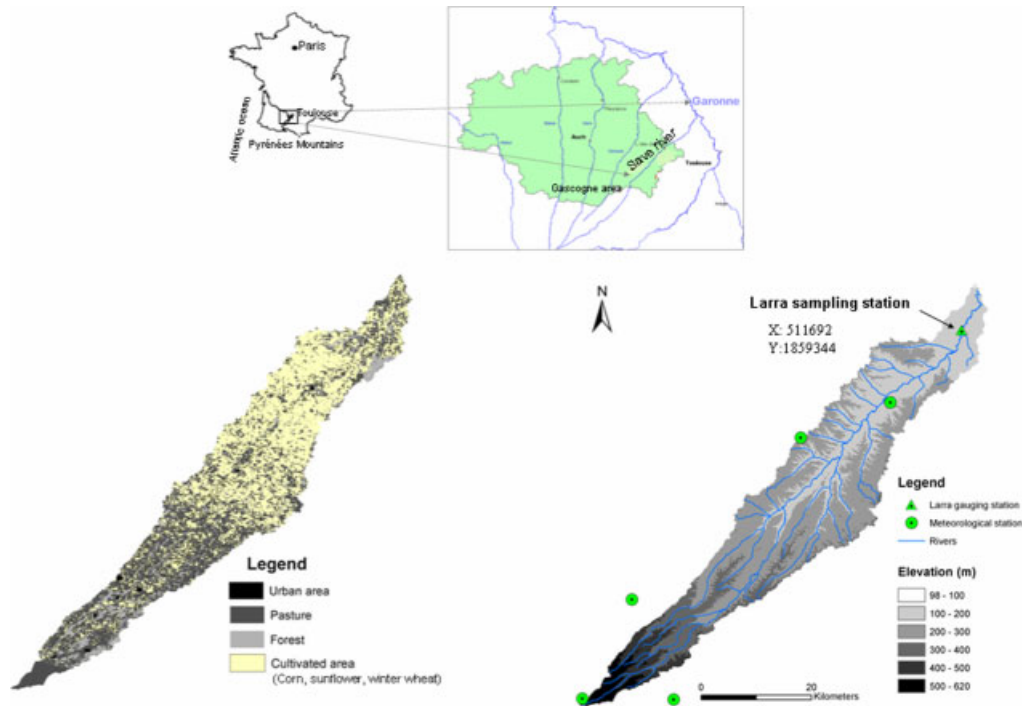 Paris
Toulouse
Atlantic ocean
Pyrénées Mountains
Garonne
Save river
Auch
Toulouse
Gascogne area
N
Larra sampling station
X: 511692
Y:1859344
Legend
Urban area
Pasture
Forest
Cultivated area
(Corn, sunflower, winter wheat)
Legend
Larra gauging station
Meteorological station
Rivers
Elevation (m)
98 - 100
100 - 200
200 - 300
300 - 400
400 - 500
500 - 620
0 20
Kilometers